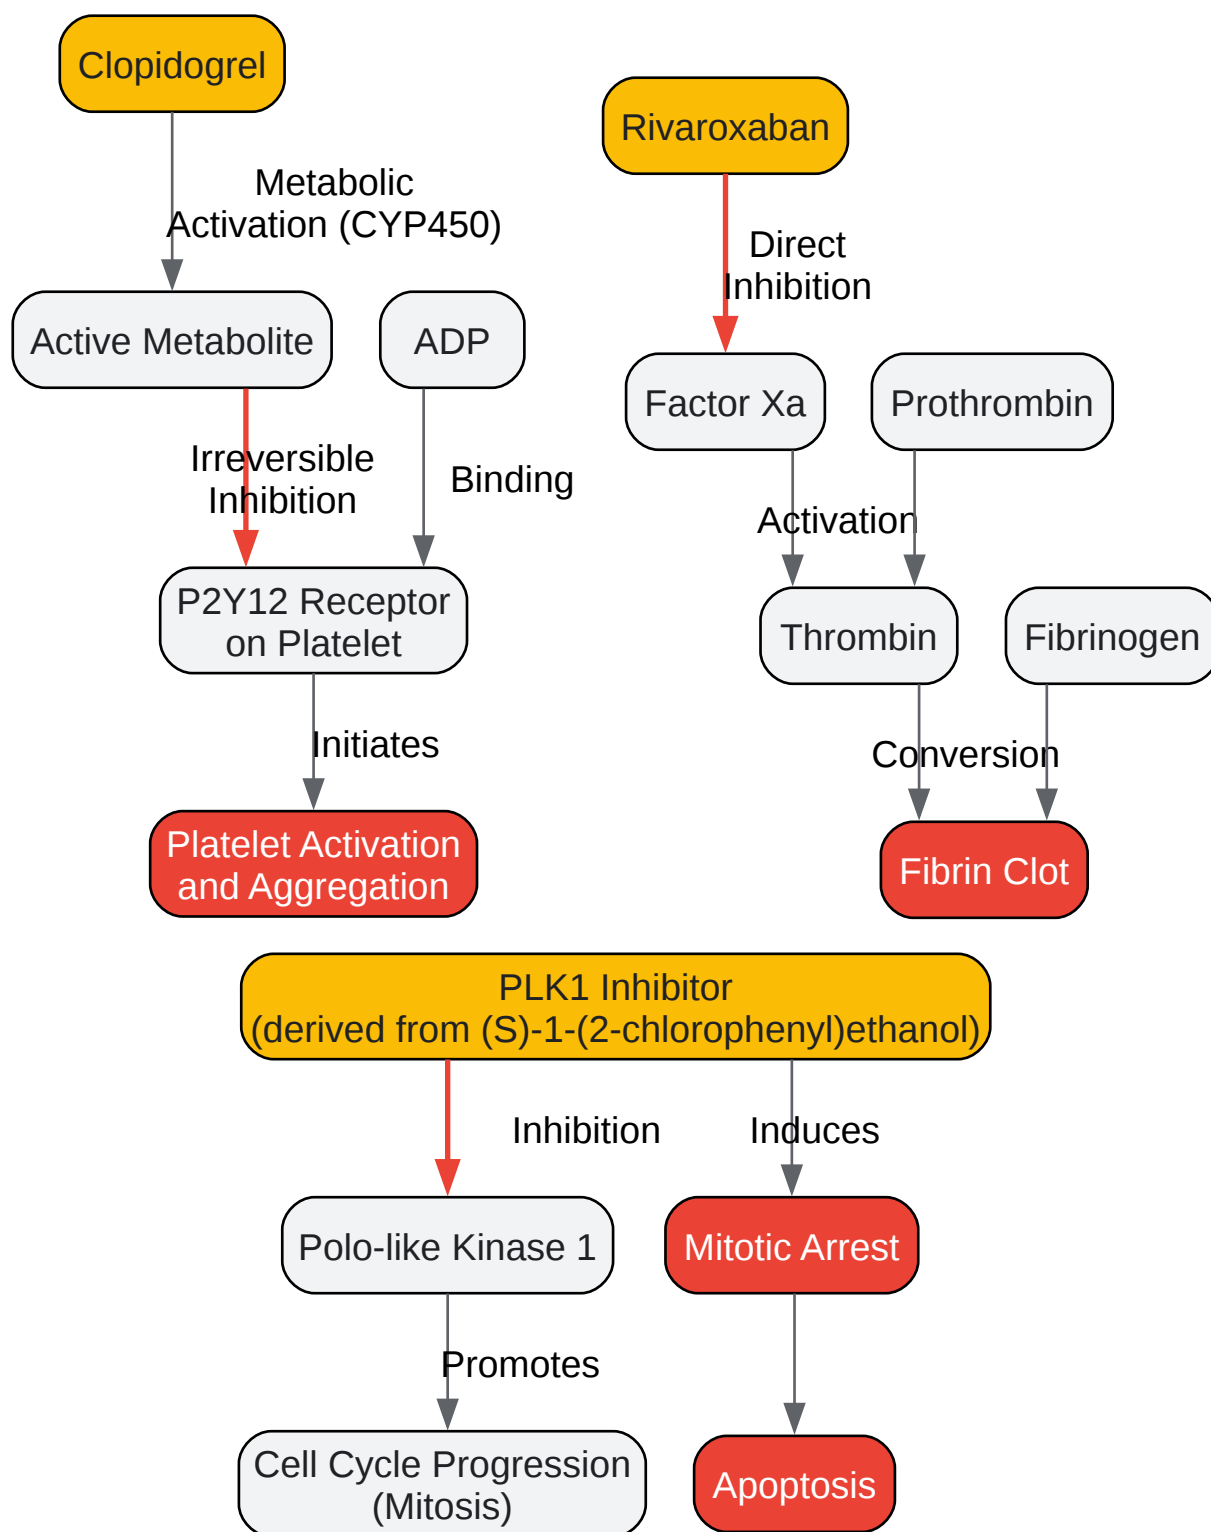 Clopidogrel
Metabolic
Activation (CYP450)
Active Metabolite
ADP
Irreversible
Inhibition
Binding
P2Y12 Receptor
on Platelet
Initiates
Platelet Activation
and Aggregation
Rivaroxaban
Direct
Inhibition
Factor Xa
Prothrombin
Activation
Thrombin
Fibrinogen
Conversion
Fibrin Clot
PLK1 Inhibitor
(derived from (S)-1-(2-chlorophenyl)ethanol)
Inhibition
Induces
Polo-like Kinase 1
Mitotic Arrest
Promotes
Cell Cycle Progression
(Mitosis)
Apoptosis